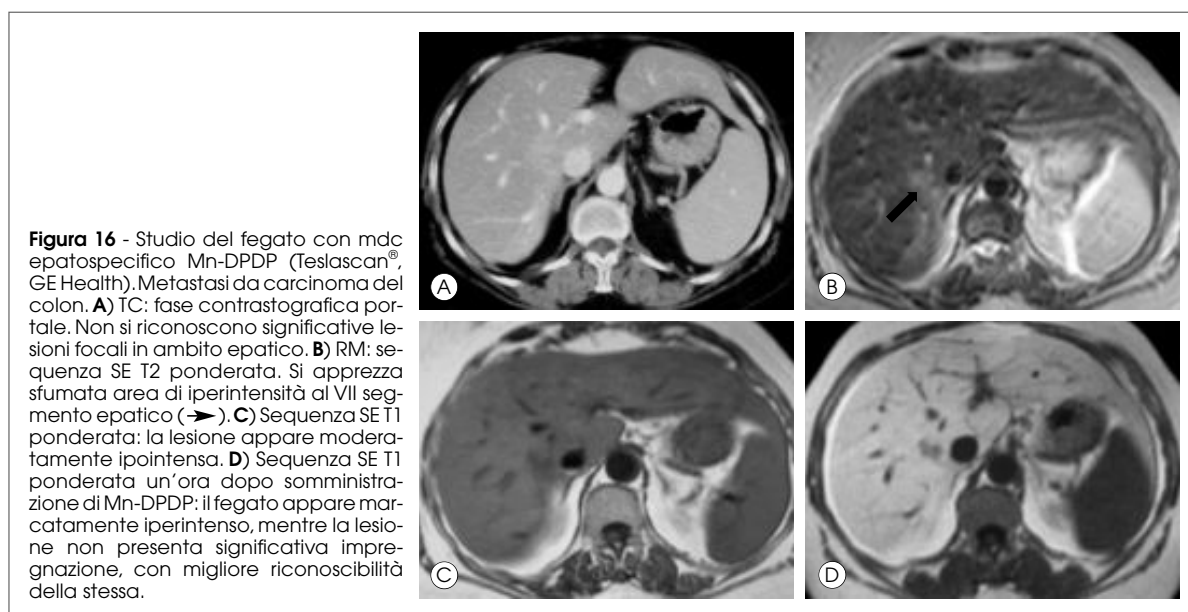 Figura 16 - Studio del fegato con mdc
epatospecifico Mn-DPDP (Teslascan®,
GE Health). Metastasi da carcinoma del
colon. A) TC: fase contrastografica por-
tale. Non si riconoscono significative le-
sioni focali in ambito epatico. B) RM: se-
quenza SE T2 ponderata. Si apprezza
sfumata area di iperintensità al VII seg-
mento epatico (➛). C) Sequenza SE T1
ponderata: la lesione appare modera-
tamente ipointensa. D) Sequenza SE T1
ponderata un'ora dopo somministra-
zione di Mn-DPDP: il fegato appare mar-
catamente iperintenso, mentre la lesio-
ne non presenta significativa impre-
gnazione, con migliore riconoscibilità
della stessa.
A
B
C
D